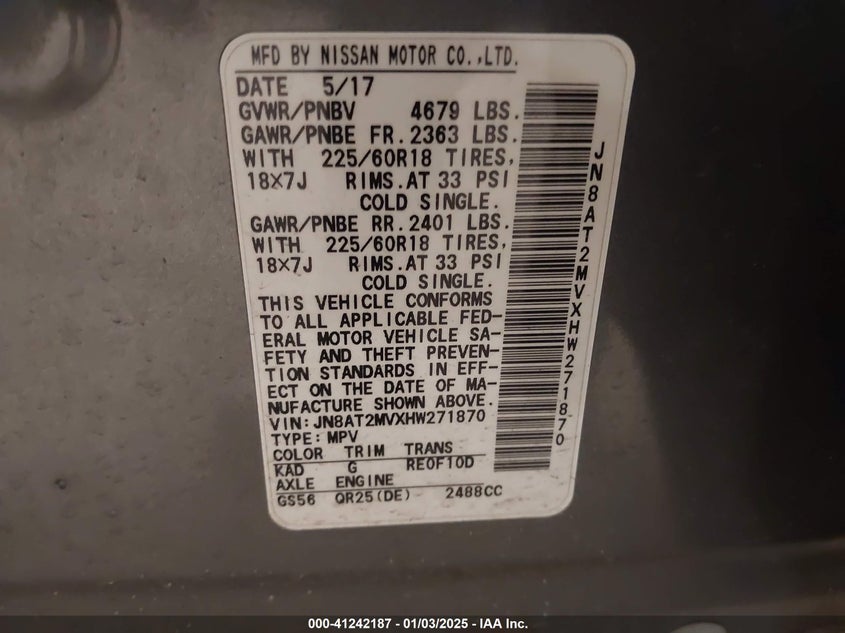 MFD BY NISSAN MOTOR CO.,LTD.
DATE 5/17
GVWR/PNBV 4679 LBS.
GAWR/PNBE FR. 2363 LBS.
WITH 225/60R18 TIRES,
18X7J RIMS. AT 33 PSI
COLD SINGLE.
GAWR/PNBE RR. 2401 LBS.
WITH 225/60R18 TIRES,
18X7J RIMS. AT 33 PSI
COLD SINGLE.
THIS VEHICLE CONFORMS
TO ALL APPLICABLE FED-
ERAL MOTOR VEHICLE SA-
FETY AND THEFT PREVEN-
TION STANDARDS IN EFF-
ECT ON THE DATE OF MA-
NUFACTURE SHOWN ABOVE.
VIN: JN8AT2MVXHW271870
TYPE: MPV
COLOR TRIM TRANS
KAD G RE0F10D
AXLE ENGINE
GS56 QR25(DE) 2488CC
JN8AT2MVXHW271870
000-41242187 - 01/03/2025 - IAA Inc.